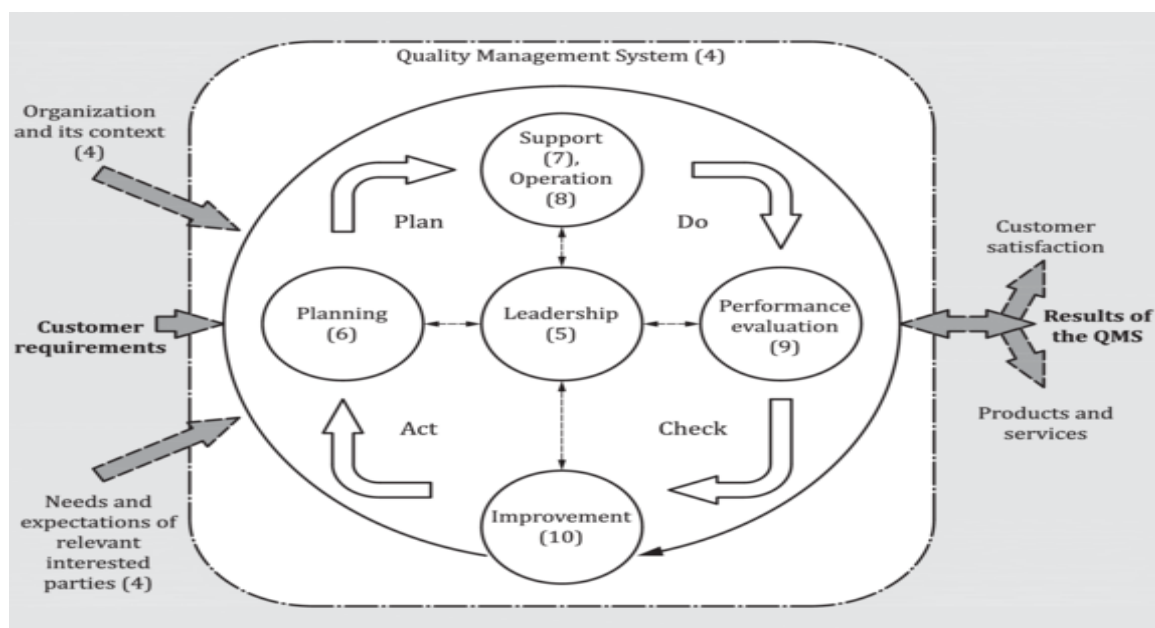 Quality Management System (4)
Organization
and its context
(4)
Support
(7),
Operation
(8)
Plan
Do
Customer
satisfaction
Planning
(6)
Leadership
(5)
Performance
evaluation
(9)
Customer
requirements
Results of
the QMS
Act
Check
Products and
services
Needs and
expectations of
relevant
interested
parties (4)
Improvement
(10)